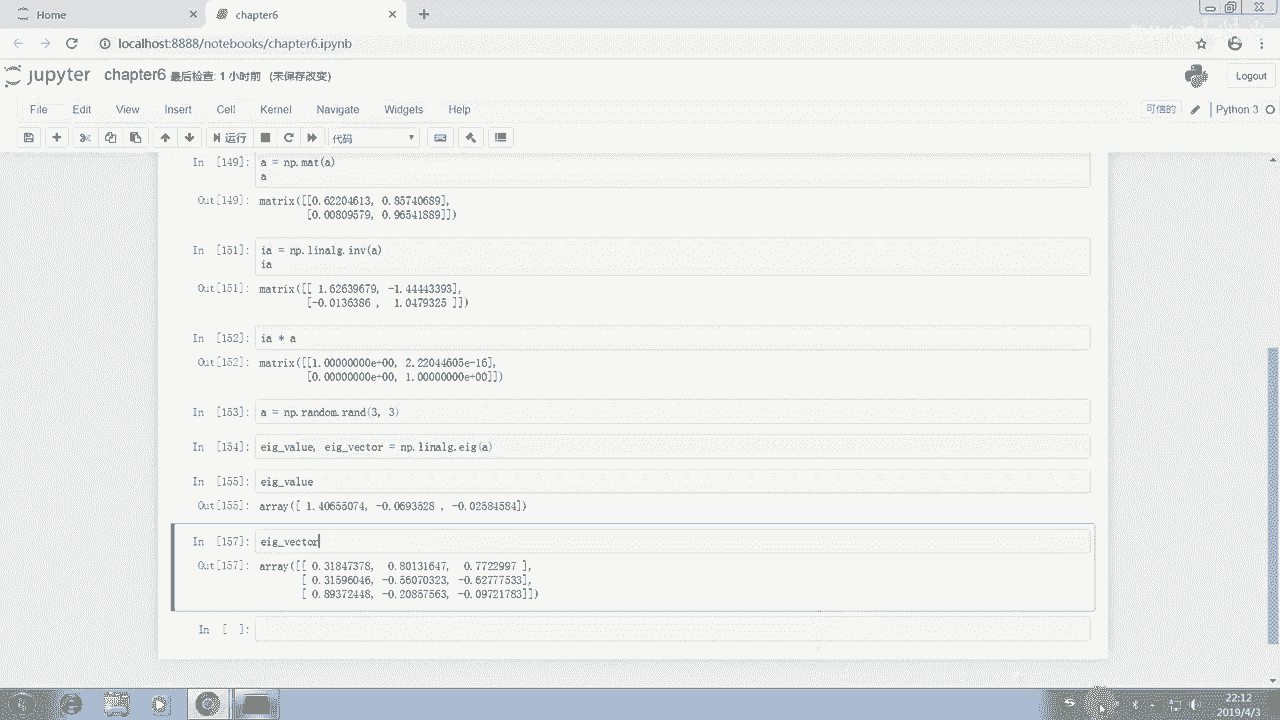 Home
chapter6
localhost:8888/notebooks/chapter6.ipynb
jupyter chapter6 最后检查: 1 小时前 (未保存改变)
Logout
File Edit View Insert Cell Kernel Navigate Widgets Help
可信的 Python 3
运行 代码
In [149]: a = np.mat(a)
a
Out[149]: matrix([[0.62204613, 0.85740689],
[0.00809579, 0.96541889]])
In [151]: ia = np.linalg.inv(a)
ia
Out[151]: matrix([[ 1.62639679, -1.44443393],
[-0.0136386 , 1.0479325 ]])
In [152]: ia * a
Out[152]: matrix([[1.00000000e+00, 2.22044605e-16],
[0.00000000e+00, 1.00000000e+00]])
In [153]: a = np.random.rand(3, 3)
In [154]: eig_value, eig_vector = np.linalg.eig(a)
In [155]: eig_value
Out[155]: array([ 1.40655074, -0.0693528 , -0.02584584])
In [157]: eig_vector
Out[157]: array([[ 0.31847378, 0.80131647, 0.7722997 ],
[ 0.31596046, -0.56070323, -0.62777533],
[ 0.89372448, -0.20857563, -0.09721783]])
In [ ]:
22:12
2019/4/3